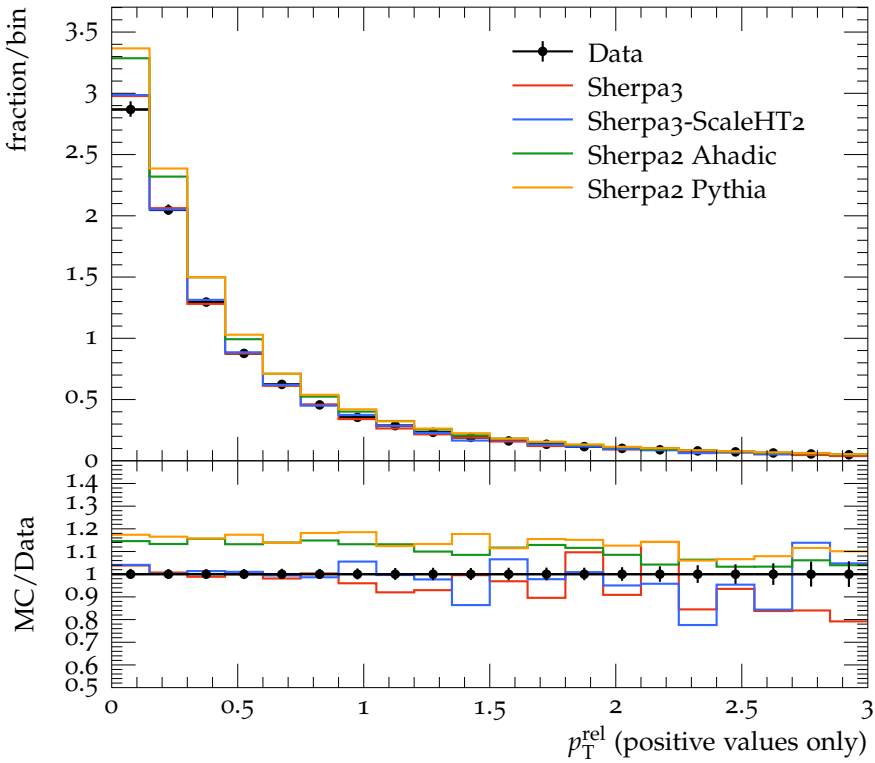 fraction/bin
3.5
3
2.5
2
1.5
1
0.5
0
Data
Sherpa3
Sherpa3-ScaleHT2
Sherpa2 Ahadic
Sherpa2 Pythia
MC/Data
1.4
1.3
1.2
1.1
1
0.9
0.8
0.7
0.6
0.5
0 0.5 1 1.5 2 2.5 3
p_T^rel (positive values only)